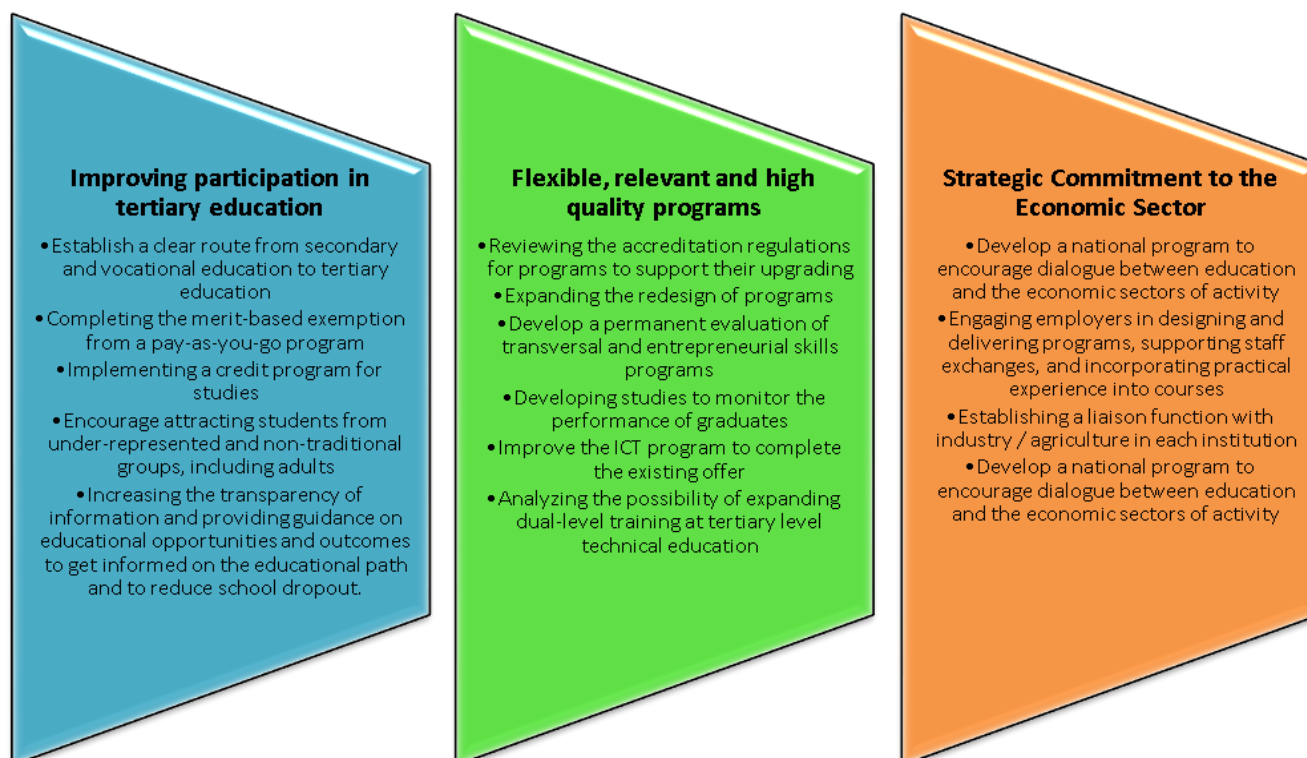 Improving participation in
tertiary education
•Establish a clear route from secondary
and vocational education to tertiary
education
•Completing the merit-based exemption
from a pay-as-you-go program
•Implementing a credit program for
studies
•Encourage attracting students from
under-represented and non-traditional
groups, including adults
•Increasing the transparency of
information and providing guidance on
educational opportunities and outcomes
to get informed on the educational path
and to reduce school dropout.
Flexible, relevant and high
quality programs
•Reviewing the accreditation regulations
for programs to support their upgrading
•Expanding the redesign of programs
•Develop a permanent evaluation of
transversal and entrepreneurial skills
programs
•Developing studies to monitor the
performance of graduates
•Improve the ICT program to complete
the existing offer
•Analyzing the possibility of expanding
dual-level training at tertiary level
technical education
Strategic Commitment to the
Economic Sector
•Develop a national program to
encourage dialogue between education
and the economic sectors of activity
•Engaging employers in designing and
delivering programs, supporting staff
exchanges, and incorporating practical
experience into courses
•Establishing a liaison function with
industry / agriculture in each institution
•Develop a national program to
encourage dialogue between education
and the economic sectors of activity